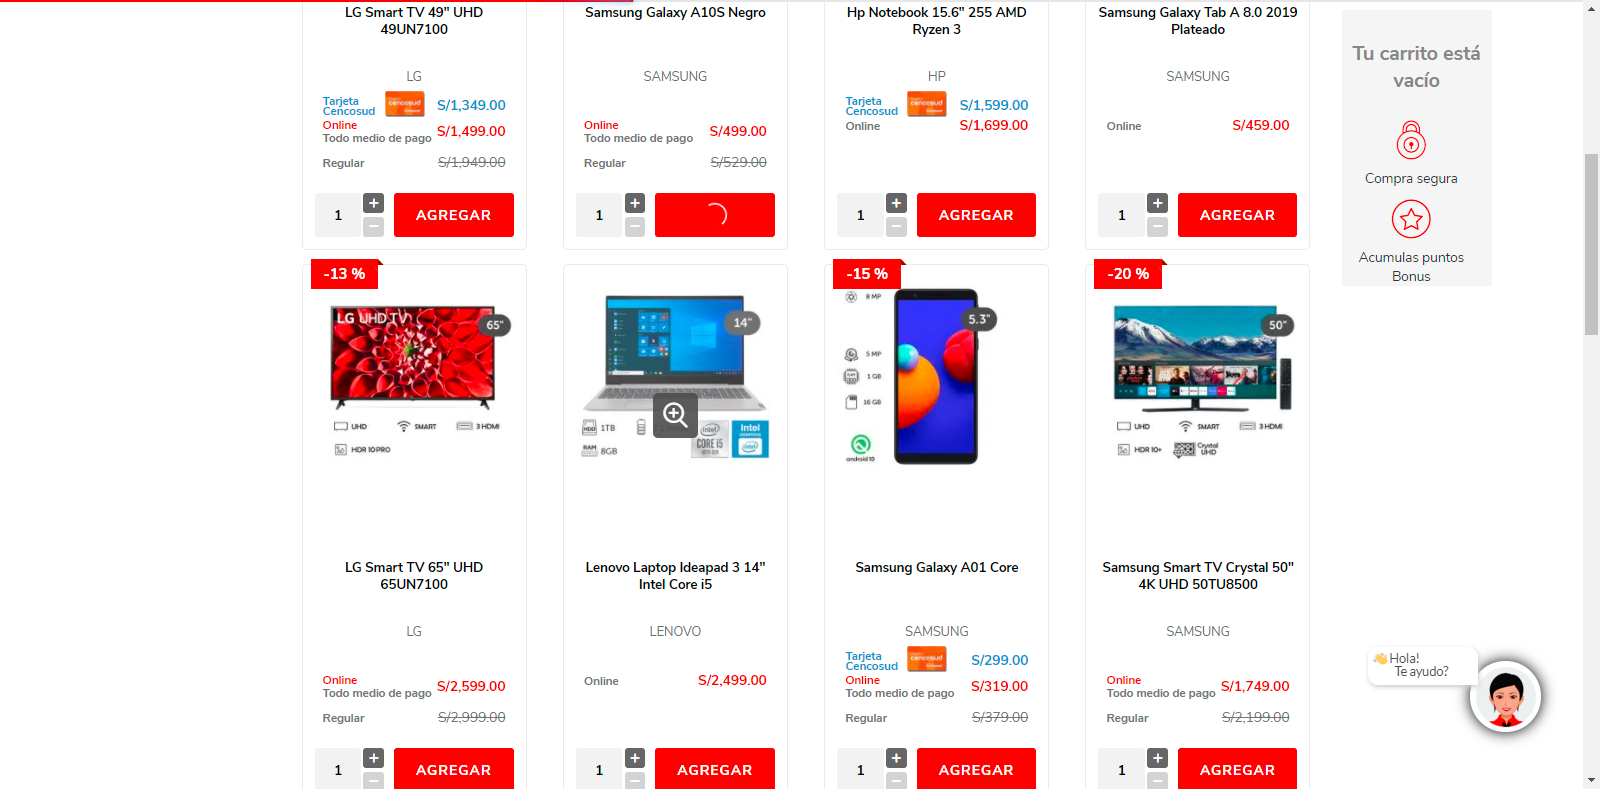 LG Smart TV 49" UHD
49UN7100
LG
Tarjeta
Cencosud
cencosud
S/1,349.00
Online
Todo medio de pago
S/1,499.00
Regular
S/1,949.00
1
+
−
AGREGAR
Samsung Galaxy A10S Negro
SAMSUNG
Online
Todo medio de pago
S/499.00
Regular
S/529.00
1
+
−
Hp Notebook 15.6" 255 AMD
Ryzen 3
HP
Tarjeta
Cencosud
cencosud
S/1,599.00
Online
S/1,699.00
1
+
−
AGREGAR
Samsung Galaxy Tab A 8.0 2019
Plateado
SAMSUNG
Online
S/459.00
1
+
−
AGREGAR
Tu carrito está
vacío
Compra segura
Acumulas puntos
Bonus
-13 %
LG UHD TV
65"
UHD
SMART
3 HDMI
HDR 10 PRO
LG Smart TV 65" UHD
65UN7100
LG
Online
Todo medio de pago
S/2,599.00
Regular
S/2,999.00
1
+
−
AGREGAR
14"
HDD
1TB
RAM
8GB
intel
CORE i5
Intel
GRAPHICS
intel
Lenovo Laptop Ideapad 3 14"
Intel Core i5
LENOVO
Online
S/2,499.00
1
+
−
AGREGAR
-15 %
8 MP
5.3"
5 MP
1 GB
16 GB
android 10
Samsung Galaxy A01 Core
SAMSUNG
Tarjeta
Cencosud
cencosud
S/299.00
Online
Todo medio de pago
S/319.00
Regular
S/379.00
1
+
−
AGREGAR
-20 %
50"
UHD
SMART
3 HDMI
HDR 10+
Crystal
UHD
Samsung Smart TV Crystal 50"
4K UHD 50TU8500
SAMSUNG
Online
Todo medio de pago
S/1,749.00
Regular
S/2,199.00
1
+
−
AGREGAR
👋 Hola!
Te ayudo?